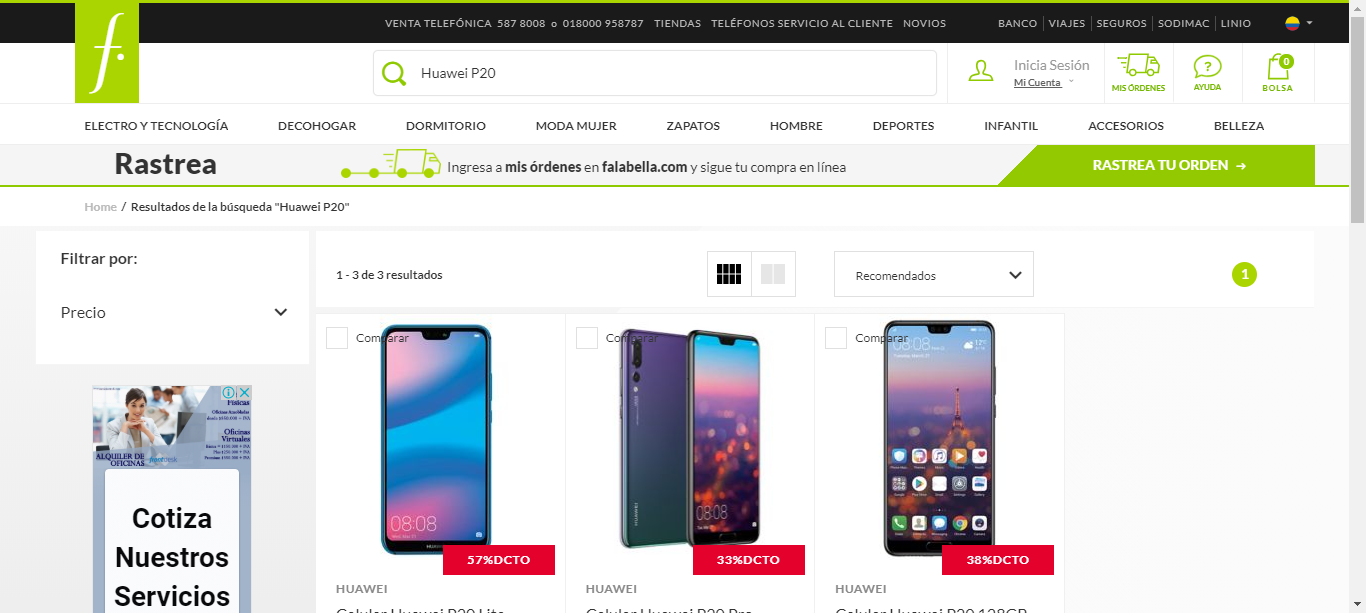 VENTA TELEFÓNICA 587 8008 o 018000 958787 TIENDAS TELÉFONOS SERVICIO AL CLIENTE NOVIOS BANCO VIAJES SEGUROS SODIMAC LINIO
f.
Huawei P20
Inicia Sesión
Mi Cuenta
MIS ÓRDENES
?
AYUDA
0
BOLSA
ELECTRO Y TECNOLOGÍA DECOHOGAR DORMITORIO MODA MUJER ZAPATOS HOMBRE DEPORTES INFANTIL ACCESORIOS BELLEZA
Rastrea Ingresa a mis órdenes en falabella.com y sigue tu compra en línea RASTREA TU ORDEN →
Home / Resultados de la búsqueda "Huawei P20"
Filtrar por:
Precio
1 - 3 de 3 resultados Recomendados 1
Comparar Comparar Comparar
08:08
08:08
08:08
HUAWEI
57%DCTO 33%DCTO 38%DCTO
HUAWEI HUAWEI HUAWEI
Celular Huawei P20 Lite Celular Huawei P20 Pro Celular Huawei P20 128GB
Físicas
Oficinas
Virtuales
ALQUILER DE
OFICINAS
Cotiza
Nuestros
Servicios